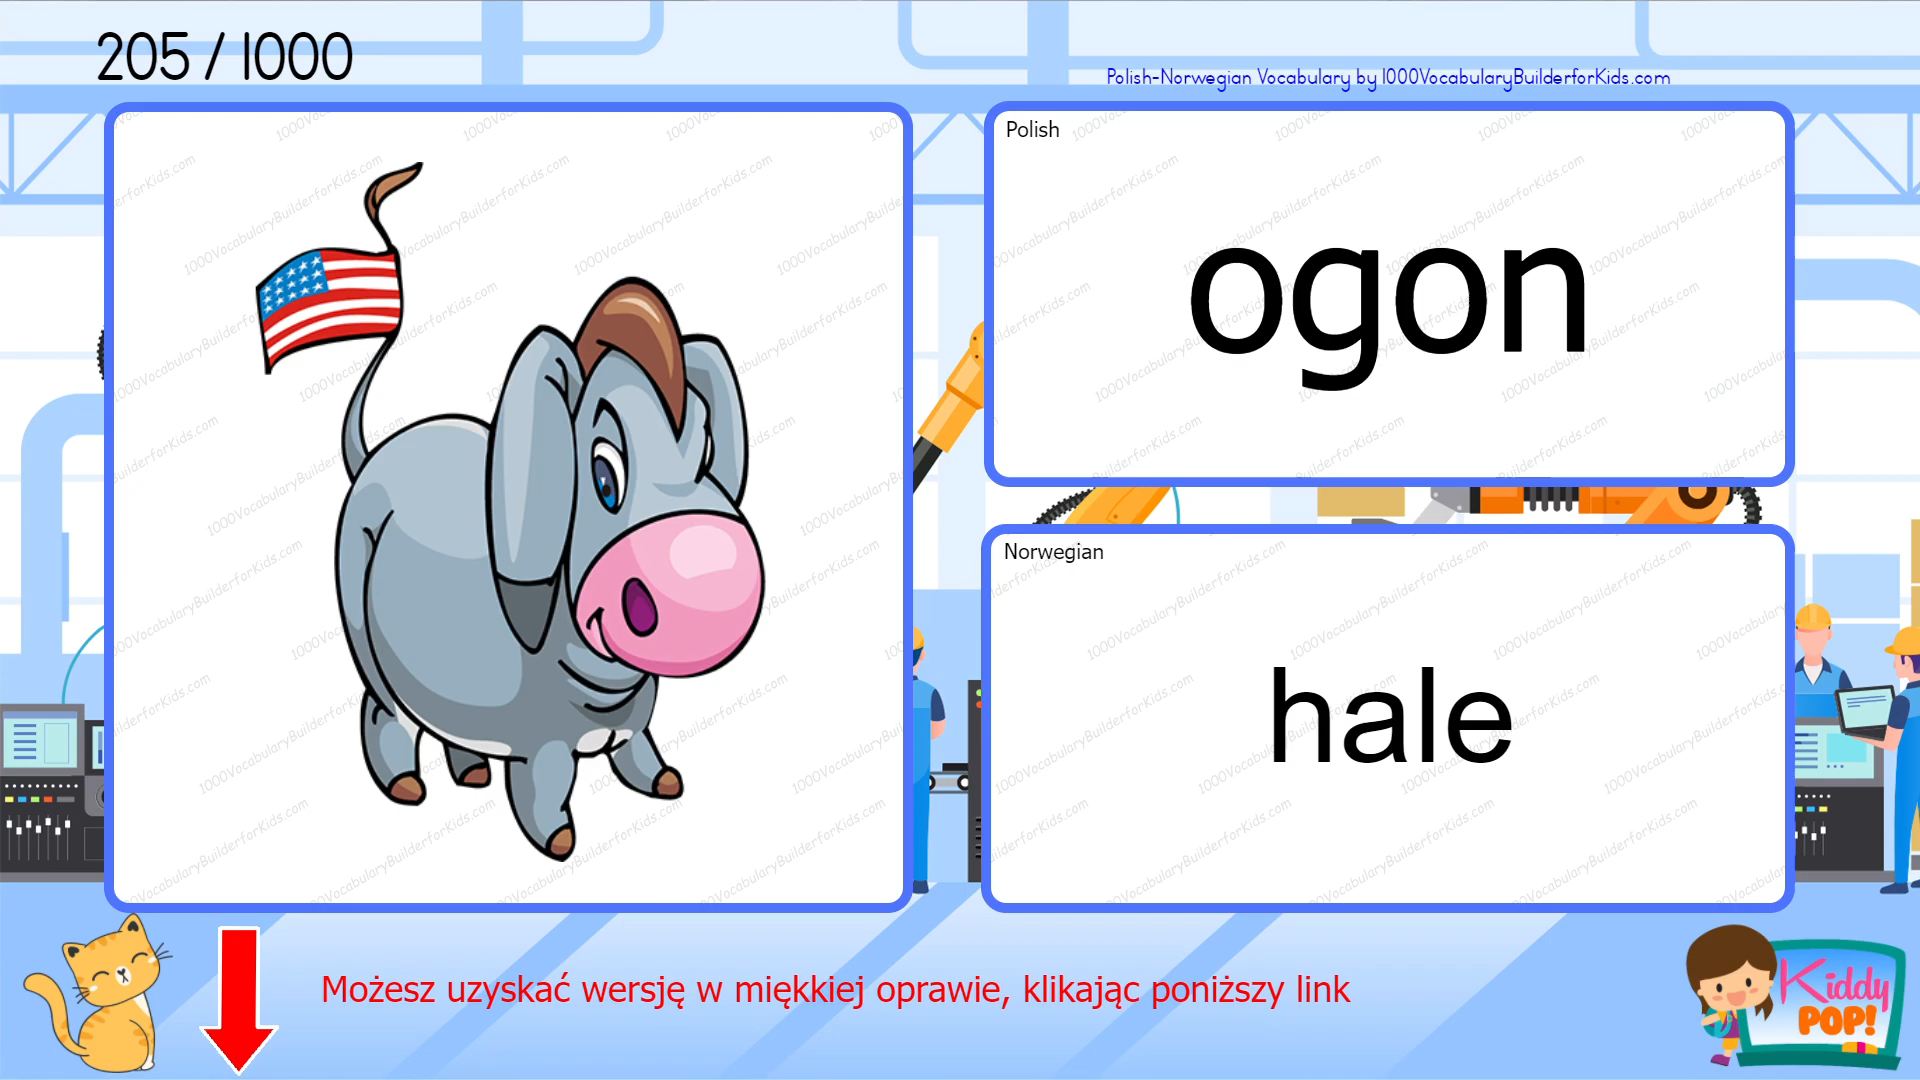 205 / 1000
Polish-Norwegian Vocabulary by 1000VocabularyBuilderforKids.com
Polish
ogon
Norwegian
hale
Możesz uzyskać wersję w miękkiej oprawie, klikając poniższy link
Kiddy
POP!